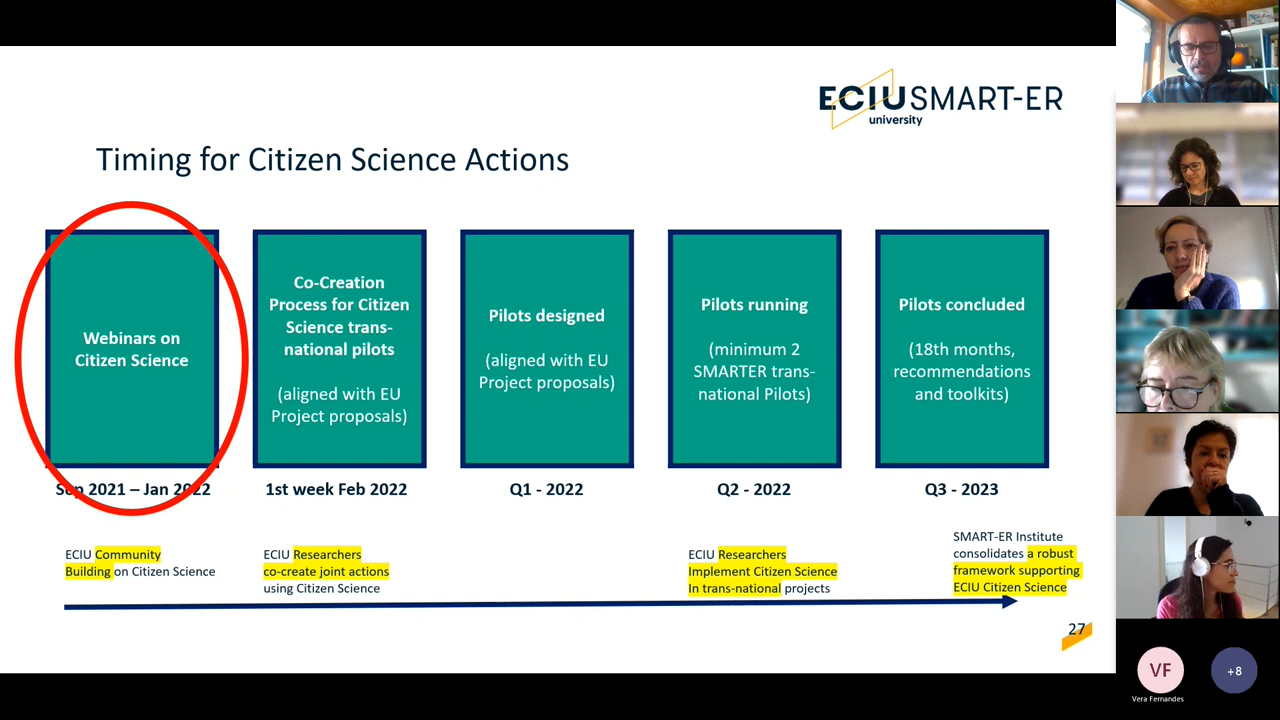 ECIU SMART-ER
university
Timing for Citizen Science Actions
Webinars on
Citizen Science
Sep 2021 – Jan 2022
Co-Creation
Process for Citizen
Science trans-
national pilots
(aligned with EU
Project proposals)
1st week Feb 2022
Pilots designed
(aligned with EU
Project proposals)
Q1 - 2022
Pilots running
(minimum 2
SMARTER trans-
national Pilots)
Q2 - 2022
Pilots concluded
(18th months,
recommendations
and toolkits)
Q3 - 2023
ECIU Community
Building on Citizen Science
ECIU Researchers
co-create joint actions
using Citizen Science
ECIU Researchers
Implement Citizen Science
In trans-national projects
SMART-ER Institute
consolidates a robust
framework supporting
ECIU Citizen Science
27
VF
Vera Fernandes
+8